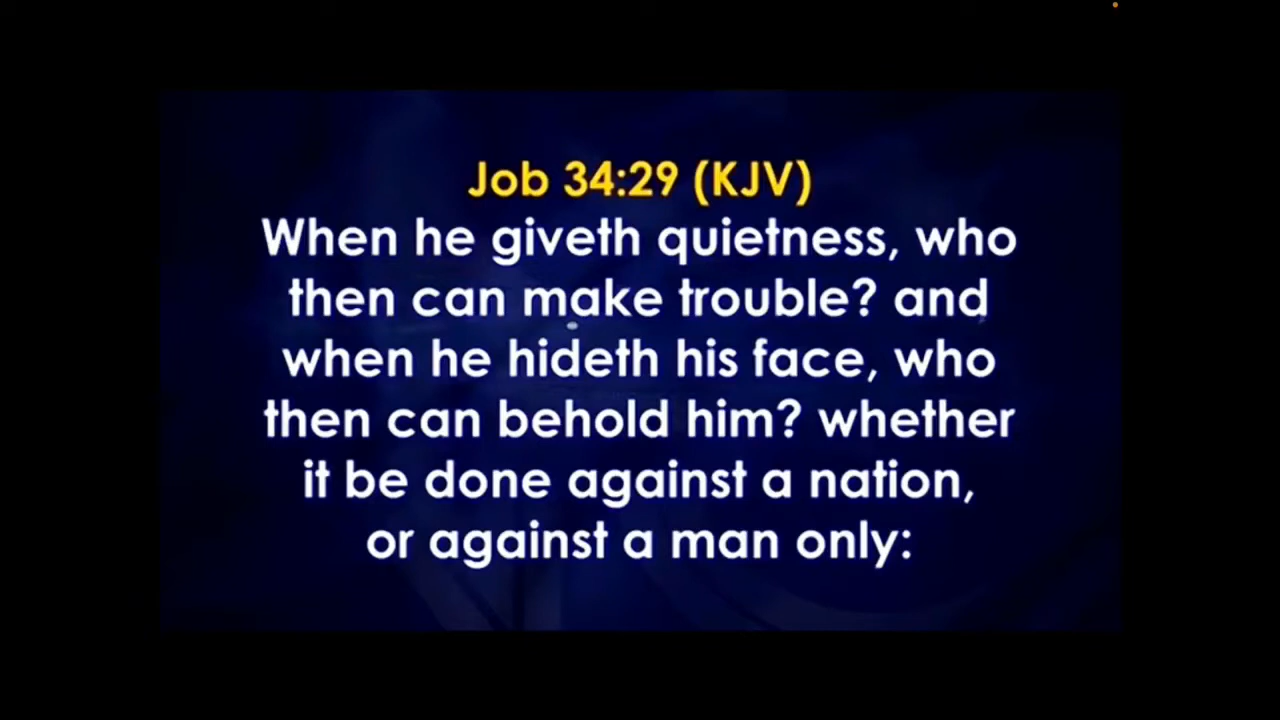 Job 34:29 (KJV)
When he giveth quietness, who
then can make trouble? and
when he hideth his face, who
then can behold him? whether
it be done against a nation,
or against a man only: